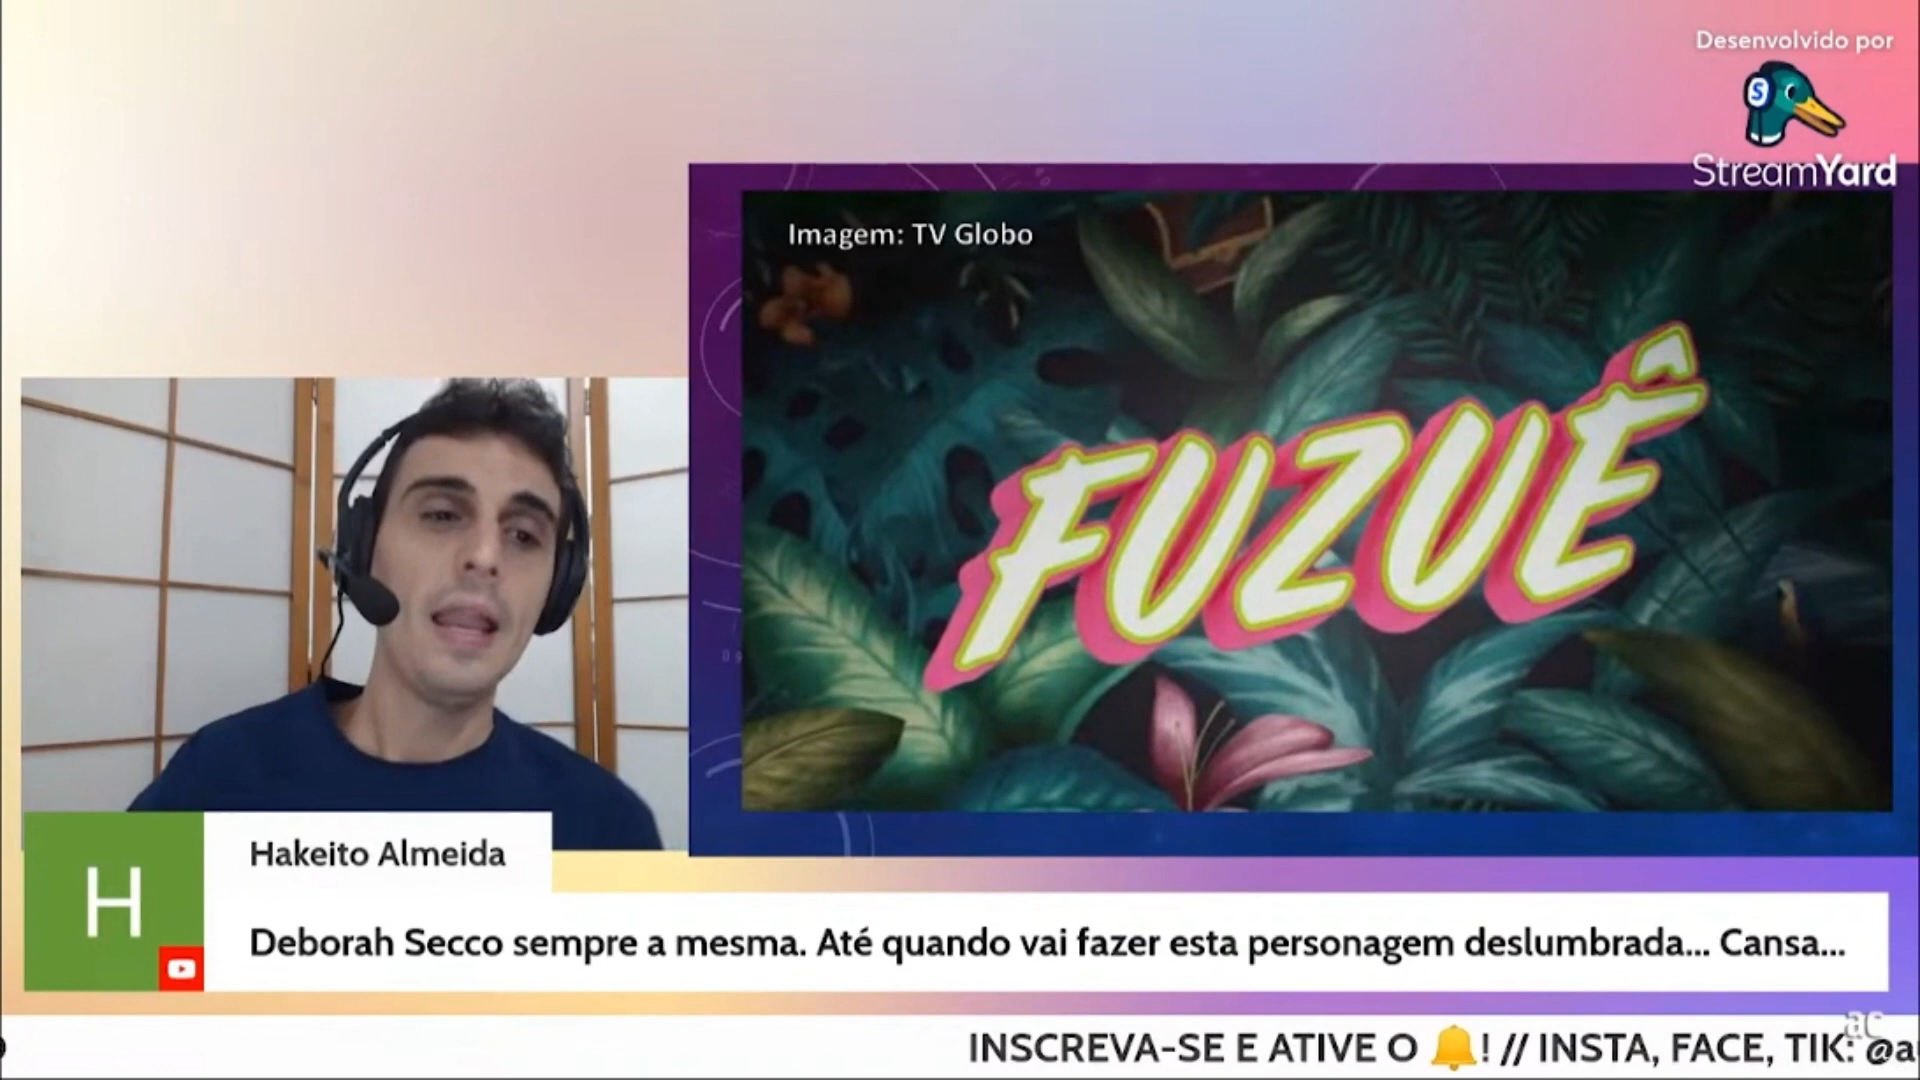 Desenvolvido por
StreamYard
Imagem: TV Globo
FUZUÊ
Hakeito Almeida
H
Deborah Secco sempre a mesma. Até quando vai fazer esta personagem deslumbrada... Cansa...
INSCREVA-SE E ATIVE O 🔔! // INSTA, FACE, TIK:
ac